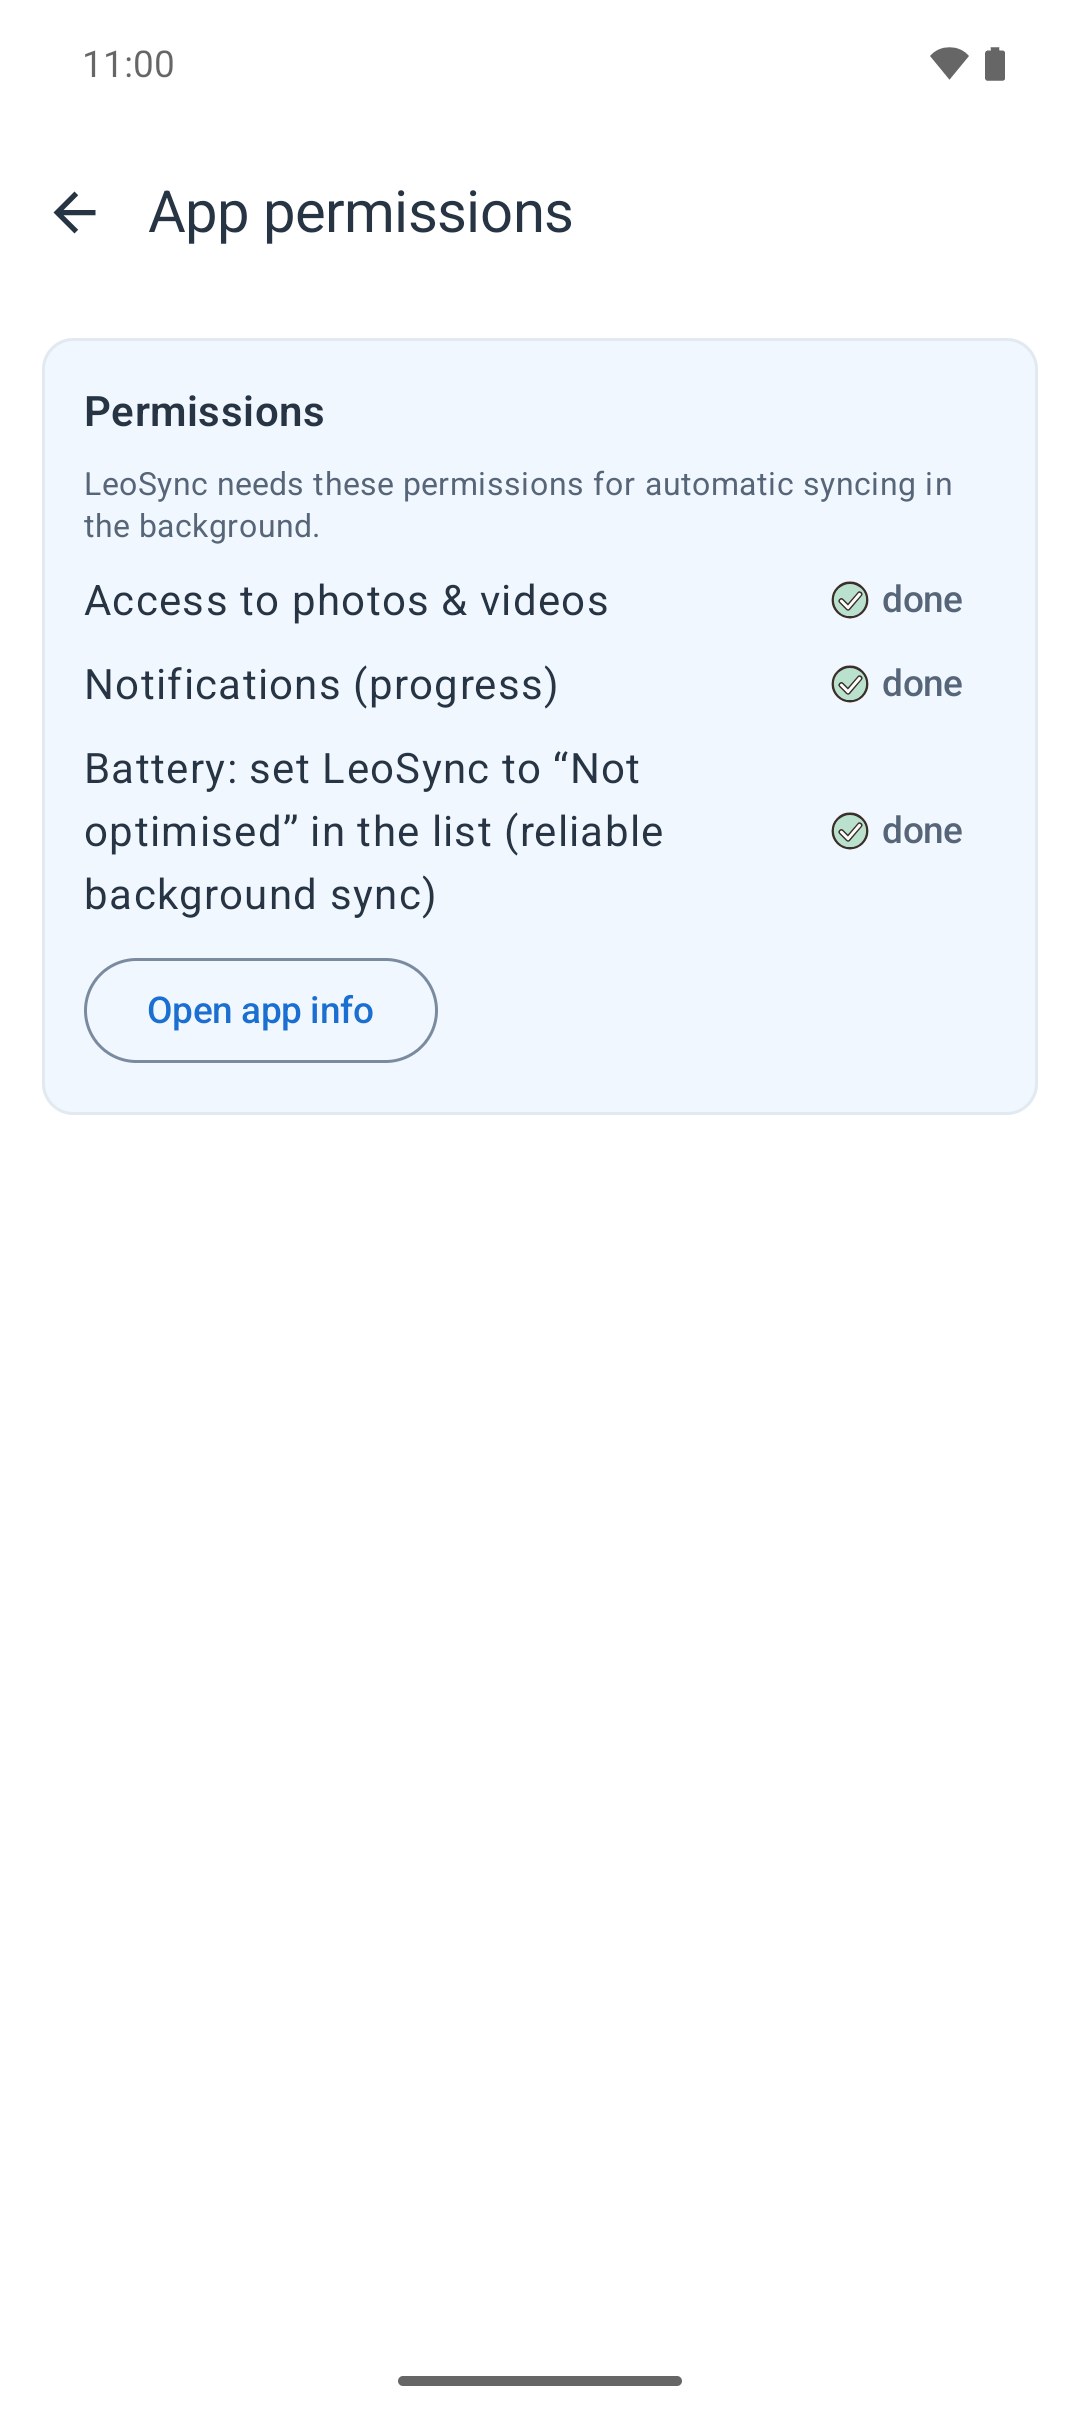 11:00
App permissions
Permissions
LeoSync needs these permissions for automatic syncing in
the background.
Access to photos & videos
done
Notifications (progress)
done
Battery: set LeoSync to “Not
optimised” in the list (reliable
background sync)
done
Open app info